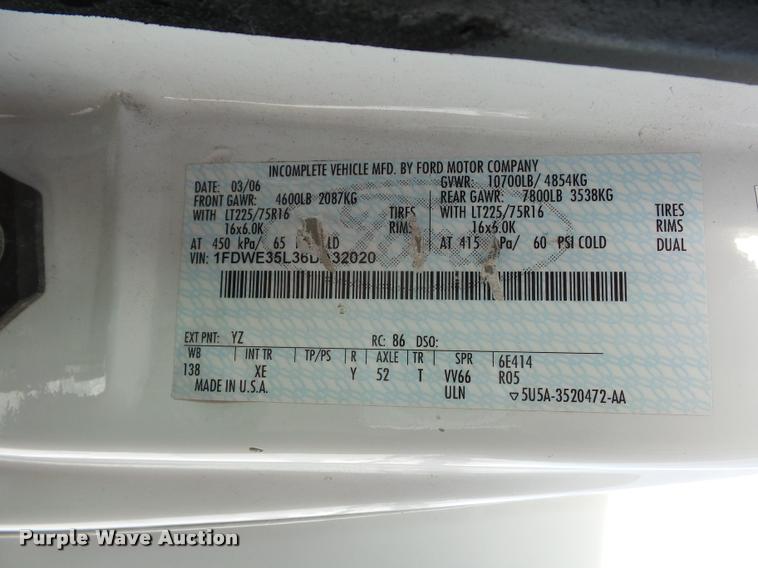 INCOMPLETE VEHICLE MFD. BY FORD MOTOR COMPANY
DATE: 03/06 GVWR: 10700LB/ 4854KG
FRONT GAWR: 4600LB 2087KG REAR GAWR: 7800LB 3538KG
WITH LT225/75R16 TIRES WITH LT225/75R16 TIRES
16x6.0K RIMS 16x6.0K RIMS
AT 450 kPa/ 65 AT 415 kPa/ 60 PSI COLD DUAL
VIN:
EXT PNT: YZ RC: 86 DSO:
WB INT TR TP/PS R AXLE TR SPR 6E414
138 XE Y 52 T VV66 R05
MADE IN U.S.A. ULN ▽5U5A-3520472-AA
Purple Wave Auction